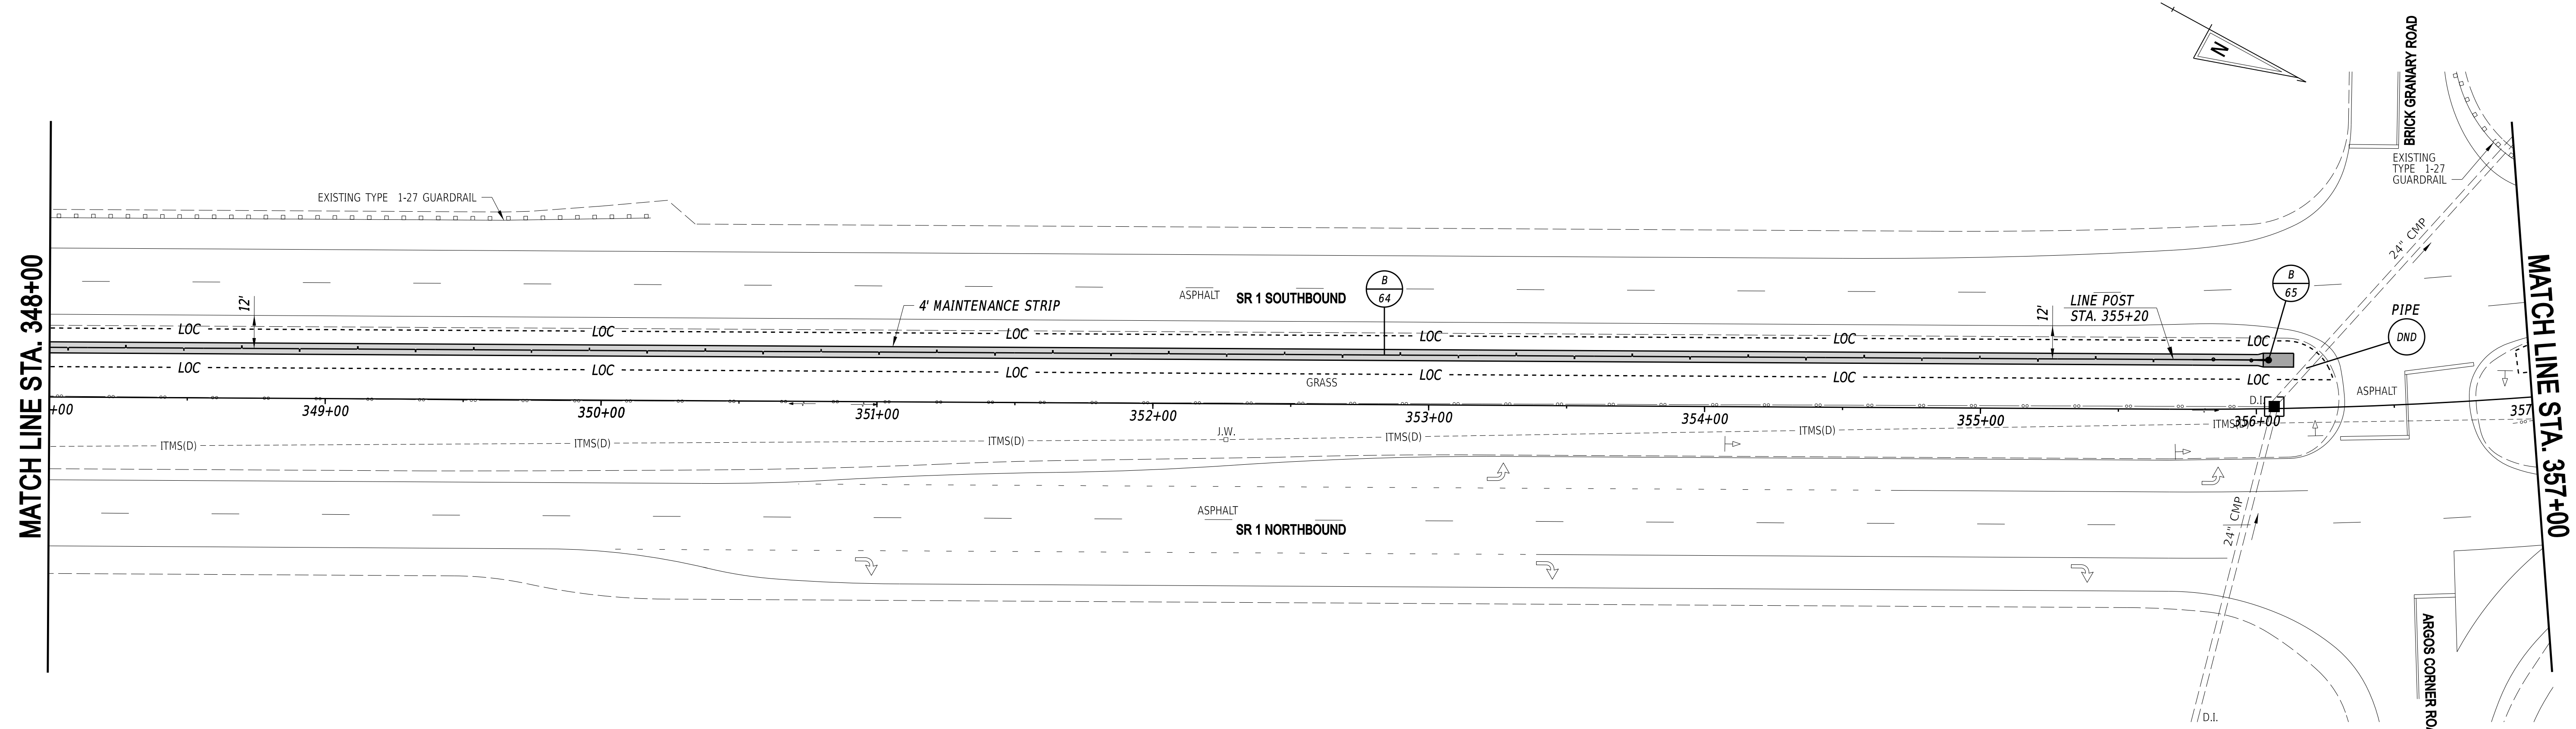 N
BRICK GRANARY ROAD
EXISTING
TYPE 1-27
GUARDRAIL
EXISTING TYPE 1-27 GUARDRAIL
24" CMP
MATCH LINE STA. 348+00
MATCH LINE STA. 357+00
12'
4' MAINTENANCE STRIP
ASPHALT
SR 1 SOUTHBOUND
B
64
12'
LINE POST
STA. 355+20
B
65
PIPE
DND
LOC
LOC
LOC
LOC
LOC
LOC
LOC
LOC
LOC
LOC
LOC
LOC
GRASS
ASPHALT
D.I.
+00
349+00
350+00
351+00
352+00
353+00
354+00
355+00
356+00
357
ITMS(D)
ITMS(D)
ITMS(D)
J.W.
ITMS(D)
ITMS(D)
ITMS(D)
ASPHALT
SR 1 NORTHBOUND
24" CMP
ARGOS CORNER RO
D.I.